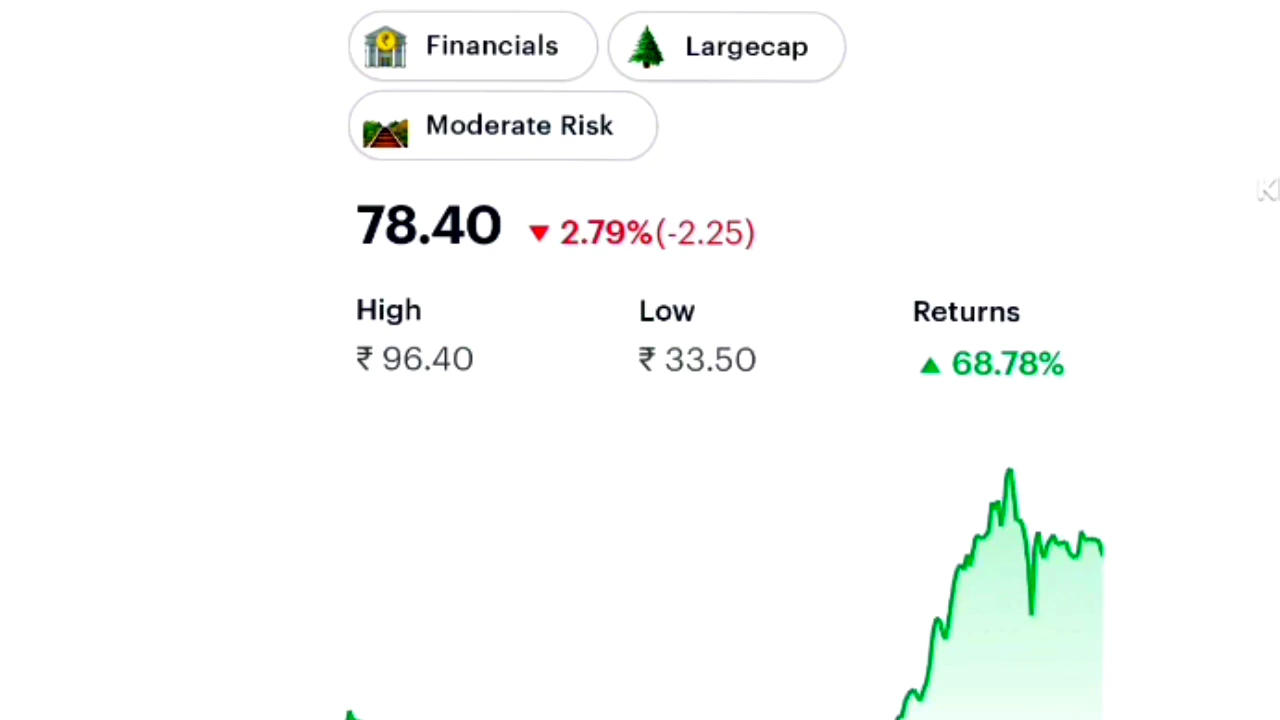 Financials
Largecap
Moderate Risk
78.40 ▼ 2.79%(-2.25)
High
Low
Returns
₹ 96.40
₹ 33.50
▲ 68.78%